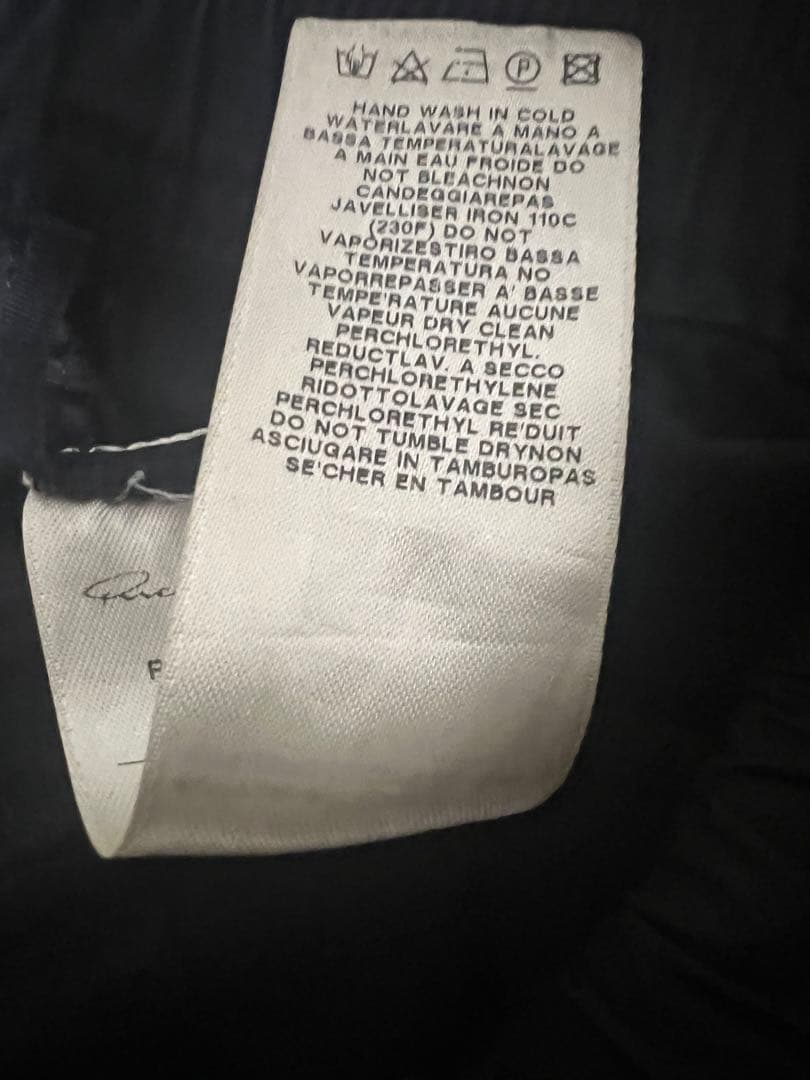 HAND WASH IN COLD
WATERLAVARE A MANO A
BASSA TEMPERATURALAVAGE
A MAIN EAU FROIDE DO
NOT BLEACHNON
CANDEGGIAREPAS
JAVELLISER IRON 110C
(230F) DO NOT
VAPORIZESTIRO BASSA
TEMPERATURA NO
VAPORREPASSER A' BASSE
TEMPE'RATURE AUCUNE
VAPEUR DRY CLEAN
PERCHLORETHYL.
REDUCTLAV. A SECCO
PERCHLORETHYLENE
RIDOTTOLAVAGE SEC
PERCHLORETHYL RE'DUIT
DO NOT TUMBLE DRYNON
ASCIUGARE IN TAMBUROPAS
SE'CHER EN TAMBOUR
P